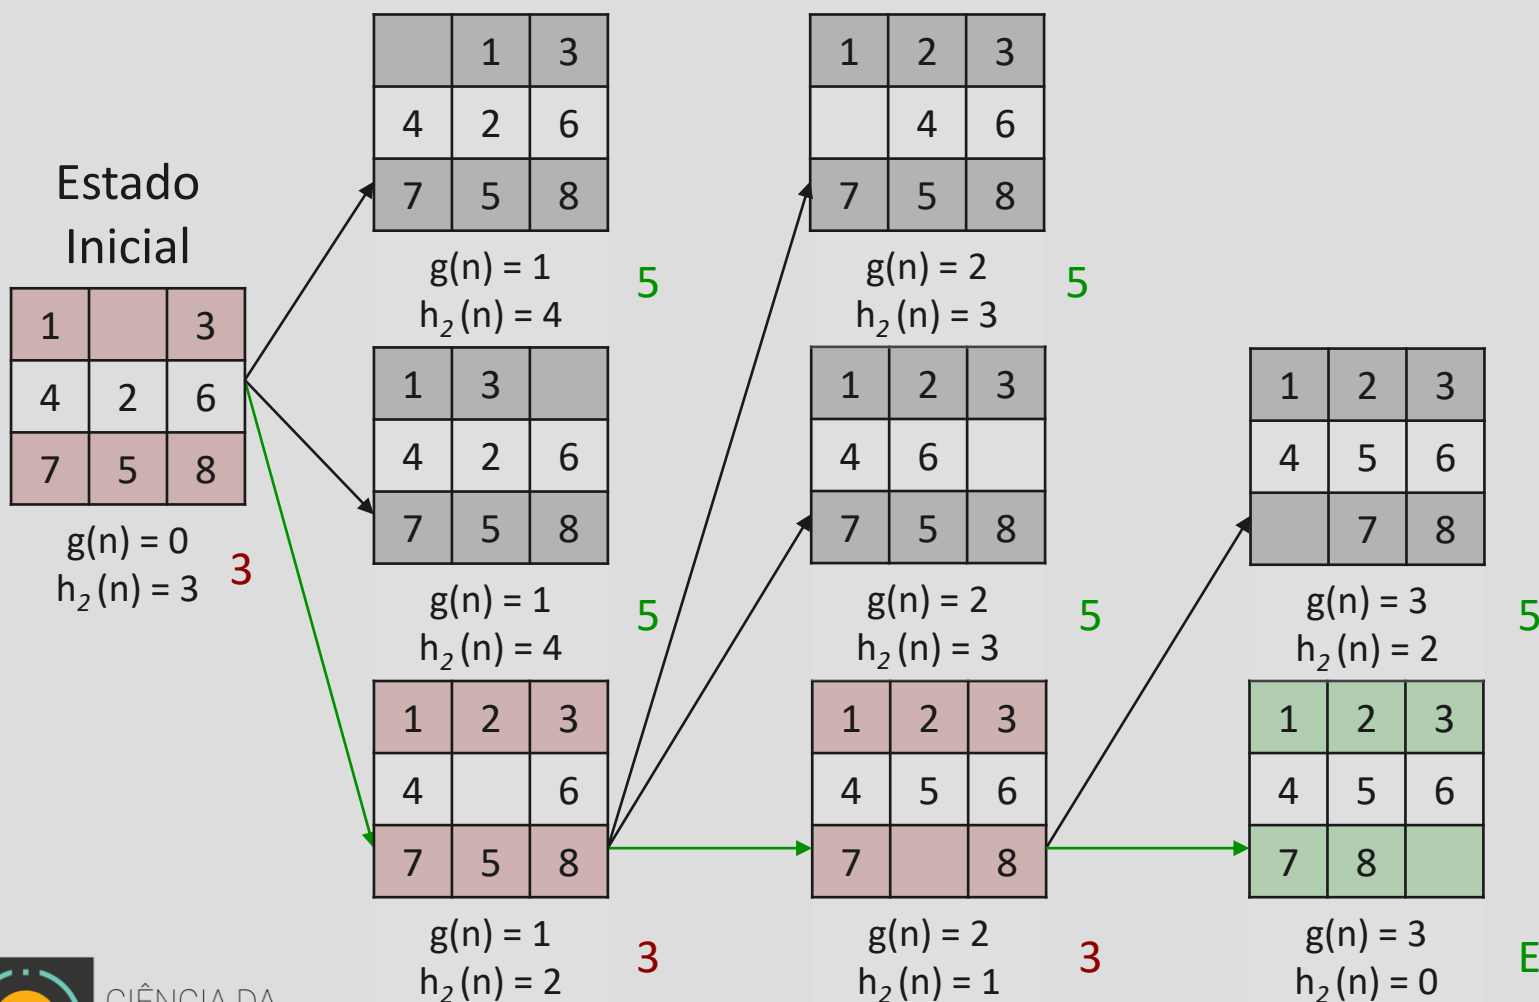 Estado
Inicial
1 3
4 2 6
7 5 8
g(n) = 0
h2 (n) = 3
3
1 3
4 2 6
7 5 8
g(n) = 1
h2 (n) = 4
5
1 3
4 2 6
7 5 8
g(n) = 1
h2 (n) = 4
5
1 2 3
4 6
7 5 8
g(n) = 1
h2 (n) = 2
3
1 2 3
4 6
7 5 8
g(n) = 2
h2 (n) = 3
5
1 2 3
4 6
7 5 8
g(n) = 2
h2 (n) = 3
5
1 2 3
4 5 6
7 8
g(n) = 2
h2 (n) = 1
3
1 2 3
4 5 6
7 8
g(n) = 3
h2 (n) = 2
5
1 2 3
4 5 6
7 8
g(n) = 3
h2 (n) = 0
E
CIÊNCIA DA